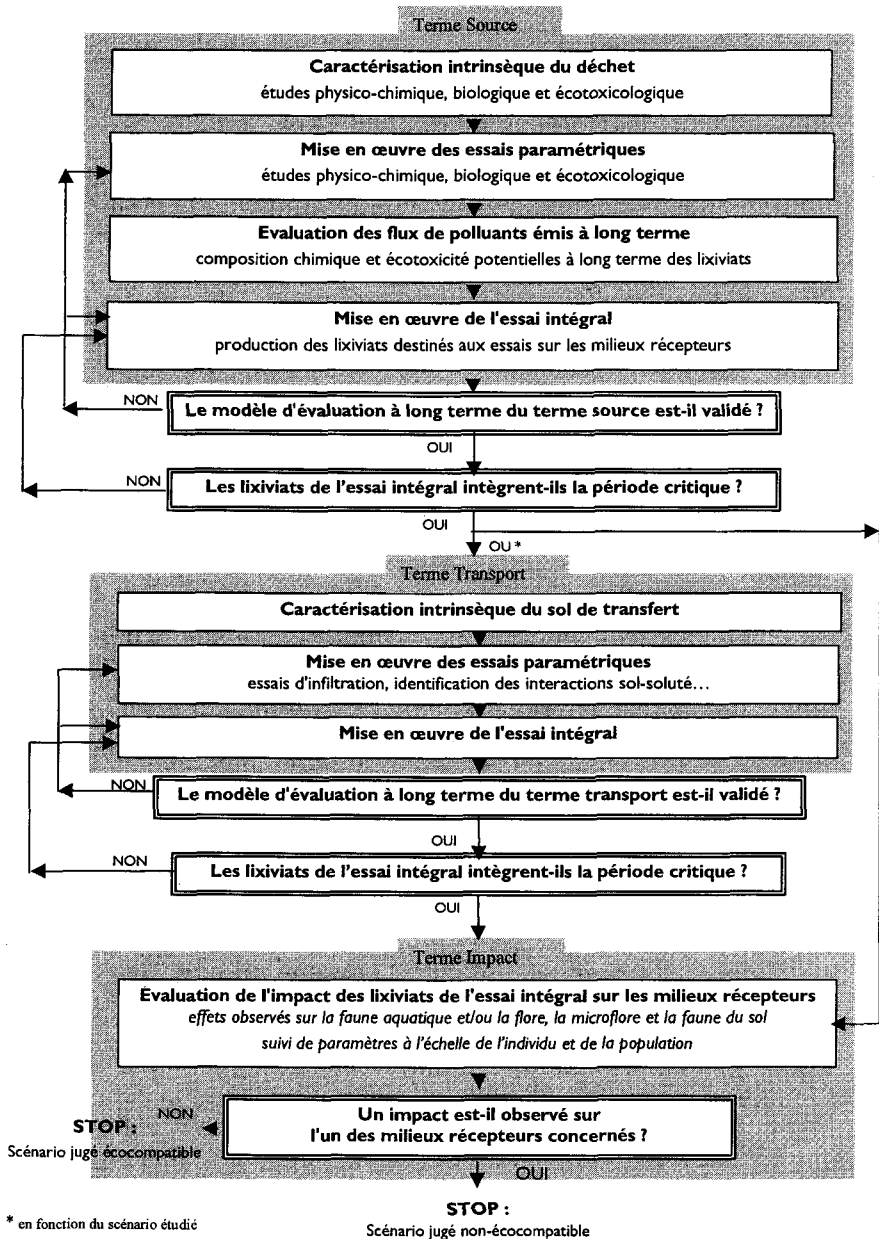 Terme Source
Caractérisation intrinsèque du déchet
études physico-chimique, biologique et écotoxicologique
Mise en œuvre des essais paramétriques
études physico-chimique, biologique et écotoxicologique
Evaluation des flux de polluants émis à long terme
composition chimique et écotoxicité potentielles à long terme des lixiviats
Mise en œuvre de l'essai intégral
production des lixiviats destinés aux essais sur les milieux récepteurs
NON
Le modèle d'évaluation à long terme du terme source est-il validé ?
OUI
NON
Les lixiviats de l'essai intégral intègrent-ils la période critique ?
OUI
OU *
Terme Transport
Caractérisation intrinsèque du sol de transfert
Mise en œuvre des essais paramétriques
essais d'infiltration, identification des interactions sol-soluté...
Mise en œuvre de l'essai intégral
NON
Le modèle d'évaluation à long terme du terme transport est-il validé ?
OUI
NON
Les lixiviats de l'essai intégral intègrent-ils la période critique ?
OUI
Terme Impact
Évaluation de l'impact des lixiviats de l'essai intégral sur les milieux récepteurs
effets observés sur la faune aquatique et/ou la flore, la microflore et la faune du sol
suivi de paramètres à l'échelle de l'individu et de la population
NON
Un impact est-il observé sur
l'un des milieux récepteurs concernés ?
STOP :
Scénario jugé écocompatible
OUI
STOP :
Scénario jugé non-écocompatible
* en fonction du scénario étudié